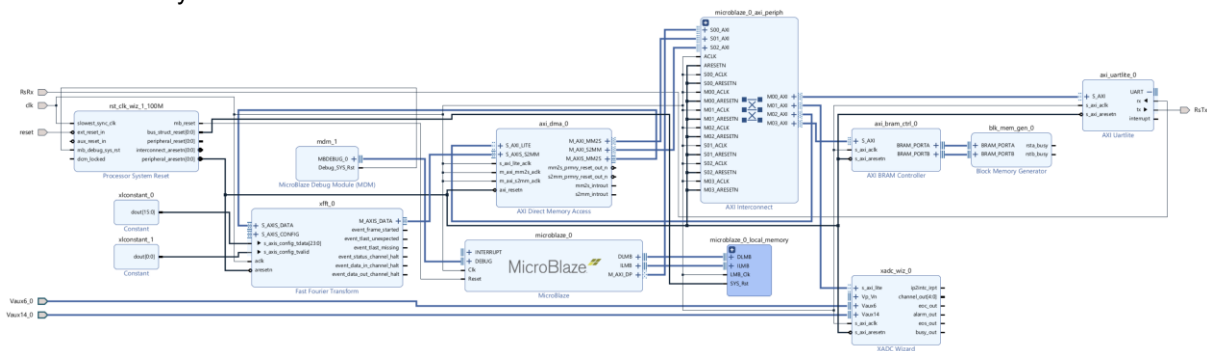 RsRx
clk
reset
rst_clk_wiz_1_100M
slowest_sync_clk
ext_reset_in
aux_reset_in
mb_debug_sys_rst
dcm_locked
mb_reset
bus_struct_reset[0:0]
peripheral_reset[0:0]
interconnect_aresetn[0:0]
peripheral_aresetn[0:0]
Processor System Reset
xlconstant_0
dout[15:0]
Constant
xlconstant_1
dout[0:0]
Constant
Vaux6_0
Vaux14_0
mdm_1
MBDEBUG_0
Debug_SYS_Rst
MicroBlaze Debug Module (MDM)
xfft_0
S_AXIS_DATA
S_AXIS_CONFIG
s_axis_config_tdata[23:0]
s_axis_config_tvalid
aclk
aresetn
M_AXIS_DATA
event_frame_started
event_tlast_unexpected
event_tlast_missing
event_status_channel_halt
event_data_in_channel_halt
event_data_out_channel_halt
Fast Fourier Transform
axi_dma_0
S_AXI_LITE
S_AXIS_S2MM
s_axi_lite_aclk
m_axi_mm2s_aclk
m_axi_s2mm_aclk
axi_resetn
M_AXI_MM2S
M_AXI_S2MM
M_AXIS_MM2S
mm2s_prmry_reset_out_n
s2mm_prmry_reset_out_n
mm2s_introut
s2mm_introut
AXI Direct Memory Access
microblaze_0
INTERRUPT
DEBUG
Clk
Reset
MicroBlaze
DLMB
ILMB
M_AXI_DP
MicroBlaze
microblaze_0_axi_periph
S00_AXI
S01_AXI
S02_AXI
ACLK
ARESETN
S00_ACLK
S00_ARESETN
M00_ACLK
M00_ARESETN
M01_ACLK
M01_ARESETN
M02_ACLK
M02_ARESETN
S01_ACLK
S01_ARESETN
S02_ACLK
S02_ARESETN
M03_ACLK
M03_ARESETN
M00_AXI
M01_AXI
M02_AXI
M03_AXI
AXI Interconnect
microblaze_0_local_memory
DLMB
ILMB
LMB_Clk
SYS_Rst
axi_bram_ctrl_0
S_AXI
s_axi_aclk
s_axi_aresetn
BRAM_PORTA
BRAM_PORTB
AXI BRAM Controller
blk_mem_gen_0
BRAM_PORTA
BRAM_PORTB
rsta_busy
rstb_busy
Block Memory Generator
axi_uartlite_0
S_AXI
s_axi_aclk
s_axi_aresetn
UART
rx
tx
interrupt
AXI Uartlite
RsTx
xadc_wiz_0
s_axi_lite
Vp_Vn
Vaux6
Vaux14
s_axi_aclk
s_axi_aresetn
ip2intc_irpt
channel_out[4:0]
eoc_out
alarm_out
eos_out
busy_out
XADC Wizard